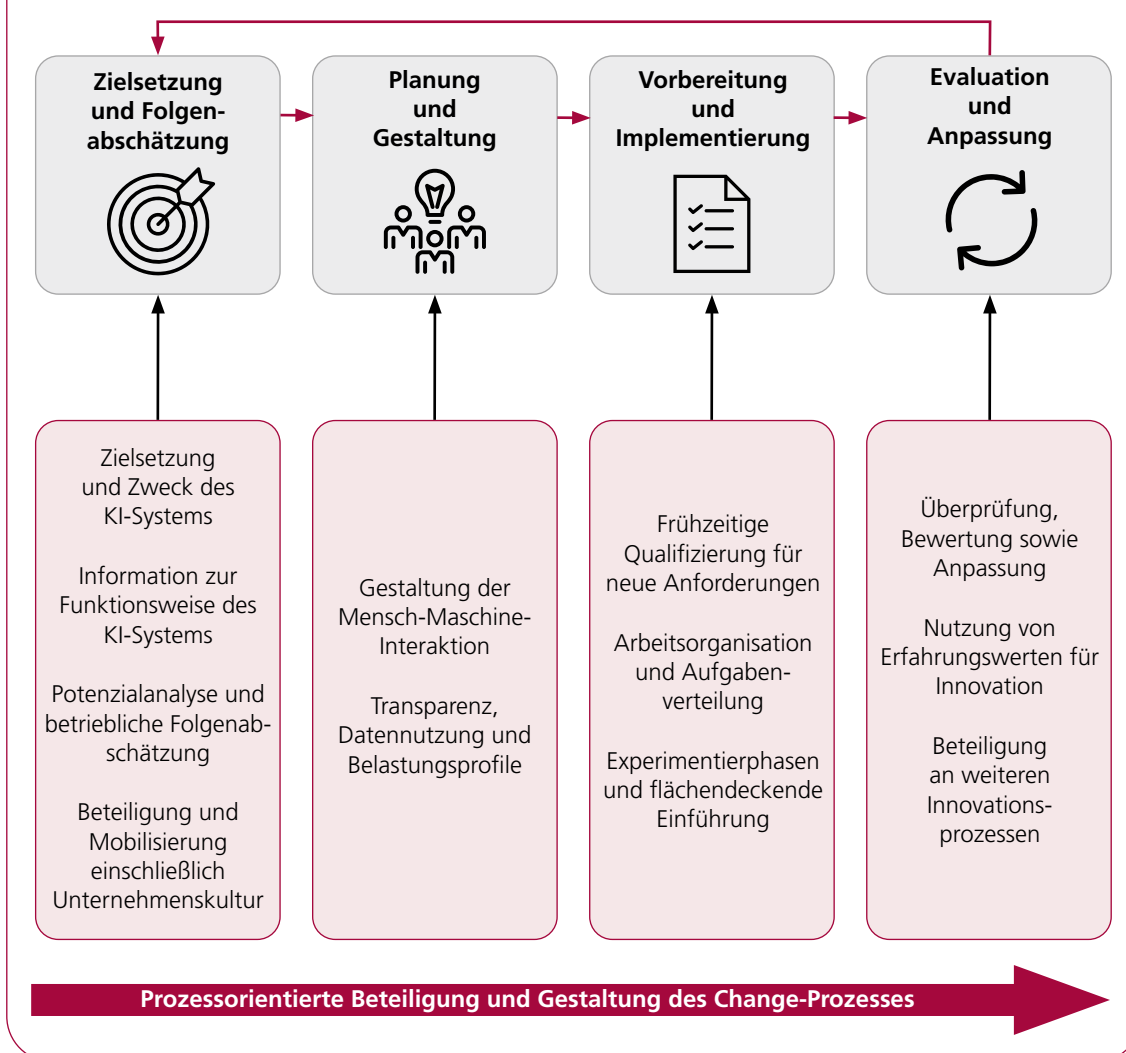 Zielsetzung
und Folgen-
abschätzung
Planung
und
Gestaltung
Vorbereitung
und
Implementierung
Evaluation
und
Anpassung
Zielsetzung
und Zweck des
KI-Systems
Information zur
Funktionsweise des
KI-Systems
Potenzialanalyse und
betriebliche Folgenab-
schätzung
Beteiligung und
Mobilisierung
einschließlich
Unternehmenskultur
Gestaltung der
Mensch-Maschine-
Interaktion
Transparenz,
Datennutzung und
Belastungsprofile
Frühzeitige
Qualifizierung für
neue Anforderungen
Arbeitsorganisation
und Aufgaben-
verteilung
Experimentierphasen
und flächendeckende
Einführung
Überprüfung,
Bewertung sowie
Anpassung
Nutzung von
Erfahrungswerten für
Innovation
Beteiligung
an weiteren
Innovations-
prozessen
Prozessorientierte Beteiligung und Gestaltung des Change-Prozesses